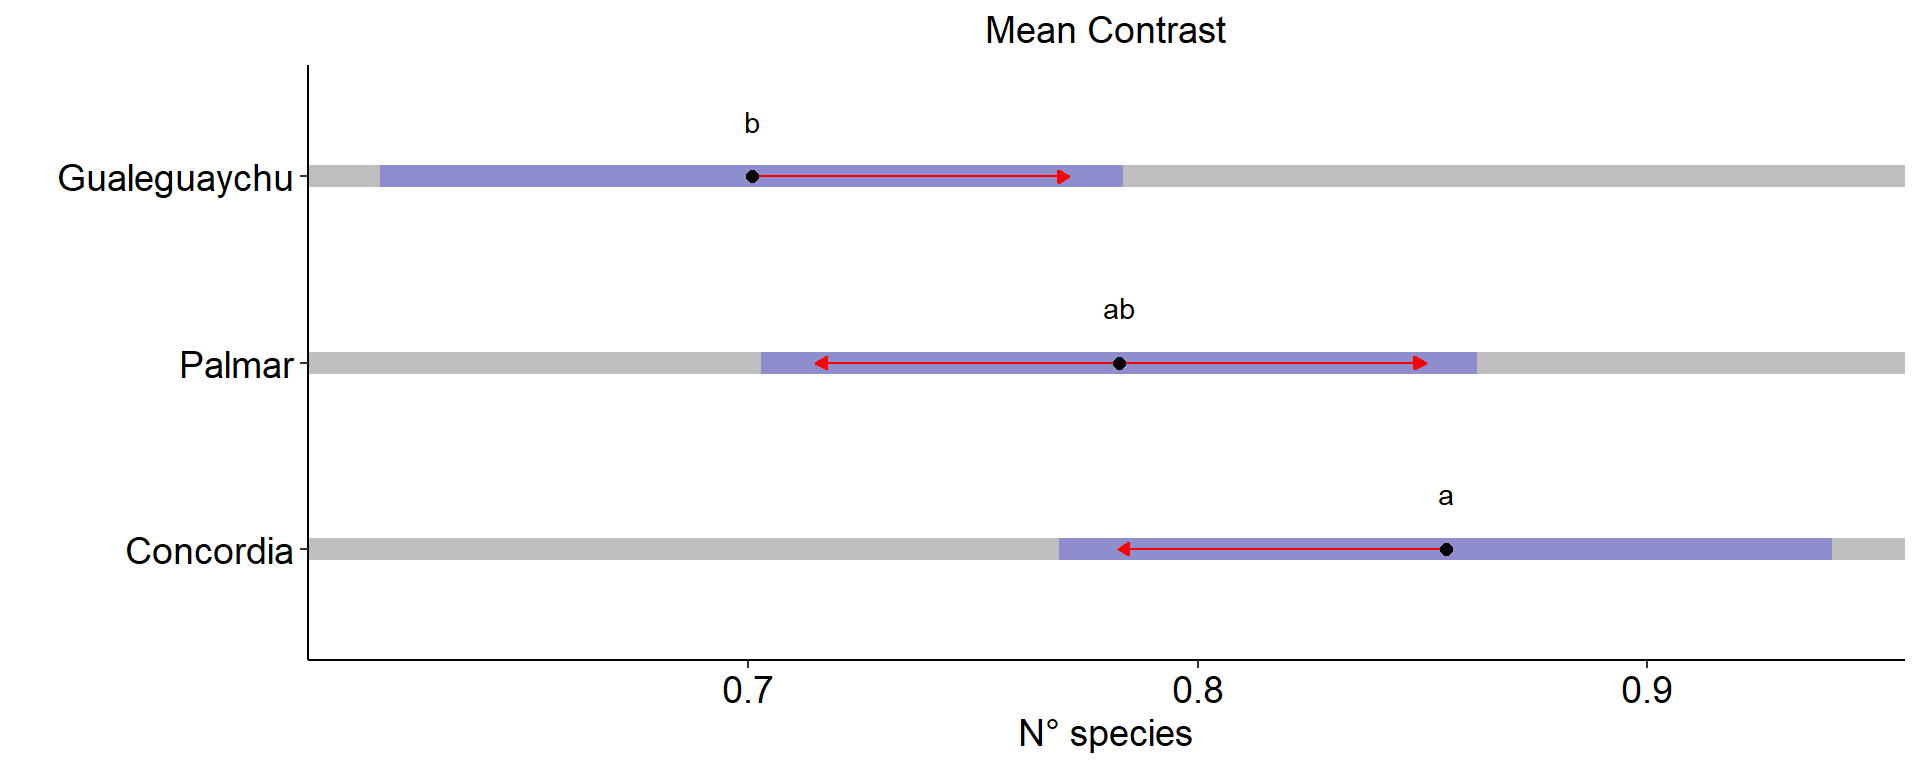 Mean Contrast
b
Gualeguaychu
ab
Palmar
a
Concordia
0.7 0.8 0.9
N° species